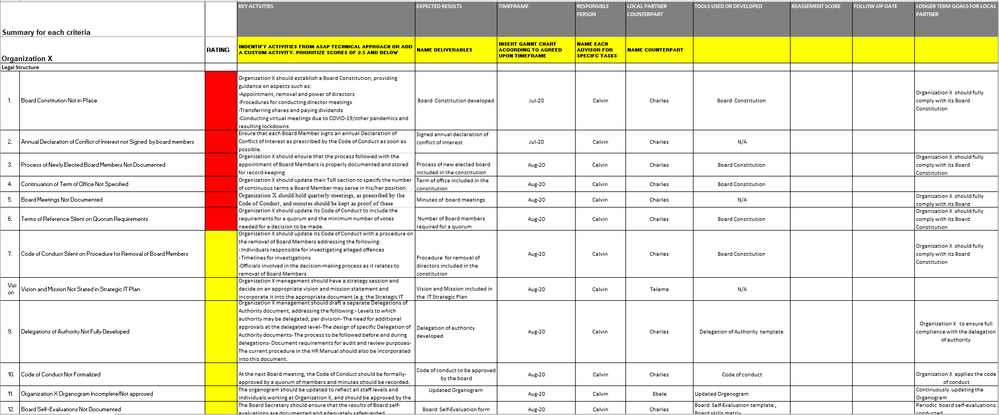 KEY ACTVITIES
EXPECTED RESULTS
TIMEFRAME
RESPONSIBLE
PERSON
LOCAL PARTNER
COUNTERPART
TOOLS USED OR DEVELOPED
REASSEMENT SCORE
FOLLOW-UP DATE
LONGER TERM GOALS FOR LOCAL
PARTNER
Summary for each criteria
Organization X
RATING
INDENTIFY ACTIVITIES FROM ASAP TECHNICAL APPROACH OR ADD
A CUSTOM ACTIVITY. PRIORITIZE SCORES OF 2.5 AND BELOW
NAME DELIVERABLES
INSERT GANNT CHART
ACOORDING TO AGREED
UPON TIMEFRAME
NAME EACH
ADVISOR FOR
SPECIFC TASKS
NAME COUNTERPART
Legal Structure
1.
Board Constitution Not in Place
Organization X should establish a Board Constitution, providing
guidance on aspects such as:
-Appointment, removal and power of directors
-Procedures for conducting director meetings
-Transferring shares and paying dividends
-Conducting virtual meetings due to COVID-19/other pandemics and
resulting lockdowns
Board Constitution developed
Jul-20
Calvin
Charles
Board Constitution
Organization X should fully
comply with its Board
Constitution
2.
Annual Declaration of Conflict of Interest not Signed by board members
Ensure that each Board Member signs an annual Declaration of
Conflict of Interest as prescribed by the Code of Conduct as soon as
possible.
Signed annual declaration of
conflict of interest
Jul-20
Calvin
Charles
N/A
3.
Process of Newly Elected Board Members Not Documented
Organization X should ensure that the process followed with the
appointment of Board Members is properly documented and stored
for record-keeping.
Process of new elected board
included in the constitution
Aug-20
Calvin
Charles
Board Constitution
Organization X should fully
comply with its Board
Constitution
4.
Continuation of Term of Office Not Specified
Organization X should update their ToR section to specify the number
of continuous terms a Board Member may serve in his/her position.
Term of office included in the
constitution
Aug-20
Calvin
Charles
Board Constitution
5.
Board Meetings Not Documented
Organization X should hold quarterly meetings, as prescribed by the
Code of Conduct, and minutes should be kept as proof of these
Minutes of board meetings
Aug-20
Calvin
Charles
N/A
Organization X should fully
comply with its Board
6.
Terms of Reference Silent on Quorum Requirements
Organization X should update its Code of Conduct to include the
requirements for a quorum and the minimum number of votes
needed for a decision to be made.
Number of Board members
required for a quorum
Aug-20
Calvin
Charles
Board Constitution
Organization X should fully
comply with its Board
Constitution
7.
Code of Conduct Silent on Procedure for Removal of Board Members
Organization X should update its Code of Conduct with a procedure on
the removal of Board Members addressing the following:
- Individuals responsible for investigating alleged offences
- Timelines for investigations
-Officials involved in the decision-making process as it relates to
removal of Board Members
Procedure for removal of
directors included in the
constitution
Aug-20
Calvin
Charles
Board Constitution
Organization X should fully
comply with its Board
Constitution
Visi
on
Vision and Mission Not Stated in Strategic IT Plan
Organization X management should have a strategy session and
decide on an appropriate vision and mission statement and
incorporate it into the appropriate document (e.g. the Strategic IT
Vision and Mission included in
the IT Strategic Plan
Aug-20
Calvin
Telema
N/A
9.
Delegations of Authority Not Fully Developed
Organization X management should draft a separate Delegations of
Authority document, addressing the following:- Levels to which
authority may be delegated, per division- The need for additional
approvals at the delegated level- The design of specific Delegation of
Authority documents- The process to be followed before and during
delegations- Document requirements for audit and review purposes-
The current procedure in the HR Manual should also be incorporated
into this document.
Delegation of authority
developed
Aug-20
Calvin
Charles
Delegation of Authority template
Organization X to ensure full
compliance with the delegation
of authority
10.
Code of Conduct Not Formalized
At the next Board meeting, the Code of Conduct should be formally-
approved by a quorum of members and minutes should be recorded.
Code of conduct to be approved
by the board
Aug-20
Calvin
Charles
Code of conduct
Organization X applies the code
of conduct
11.
Organization X Organogram Incomplete/Not approved
The organogram should be updated to reflect all staff levels and
individuals working at Organization X, and should be approved by the
Updated Organogram
Aug-20
Calvin
Ebele
Updated Organogram
Continuously updating the
Organogram
12.
Board Self-Evaluations Not Documented
The Board Secretary should ensure that the results of Board self-
evaluations are documented and adequately safeguarded
Board Self-Evaluation form
Aug-20
Calvin
Charles
Board Self-Evaluation template ,
Board skills matrix
Periodic board self-evaluations
conducted